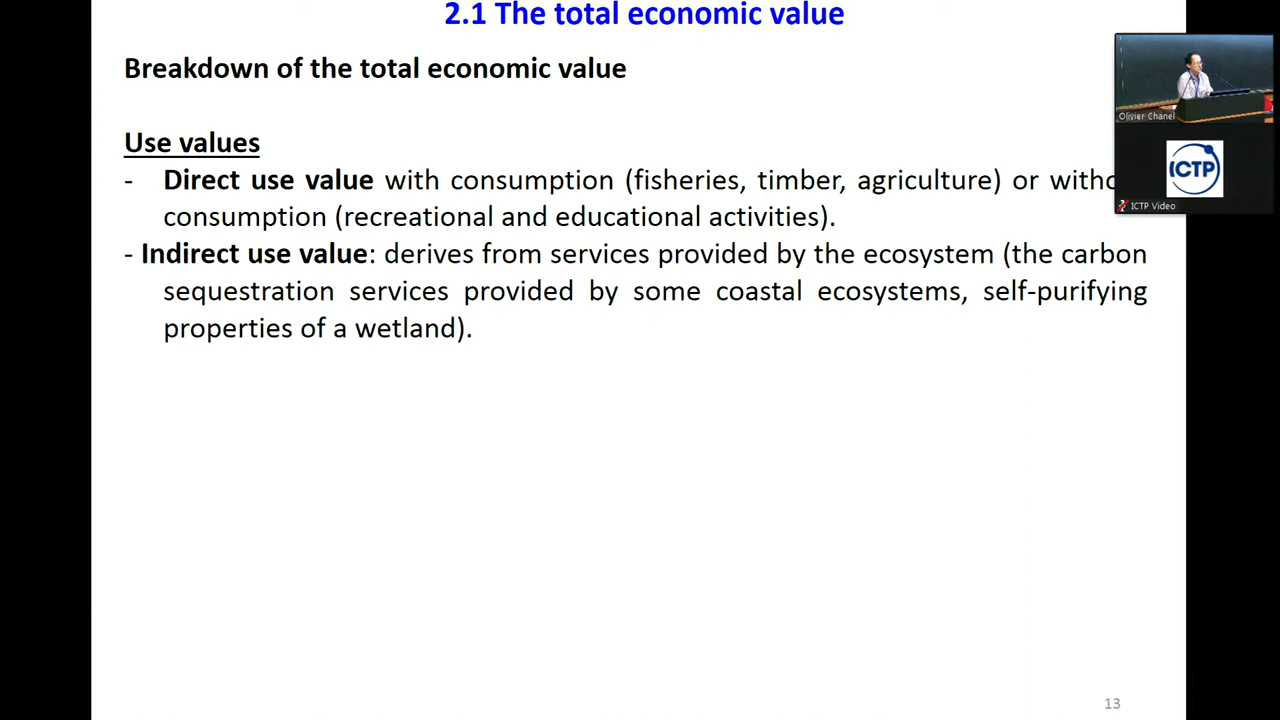 2.1 The total economic value
Breakdown of the total economic value
Use values
- Direct use value with consumption (fisheries, timber, agriculture) or
consumption (recreational and educational activities).
- Indirect use value: derives from services provided by the ecosystem (the carbon
sequestration services provided by some coastal ecosystems, self-purifying
properties of a wetland).
Olivier Chanel
ICTP
ICTP Video
13